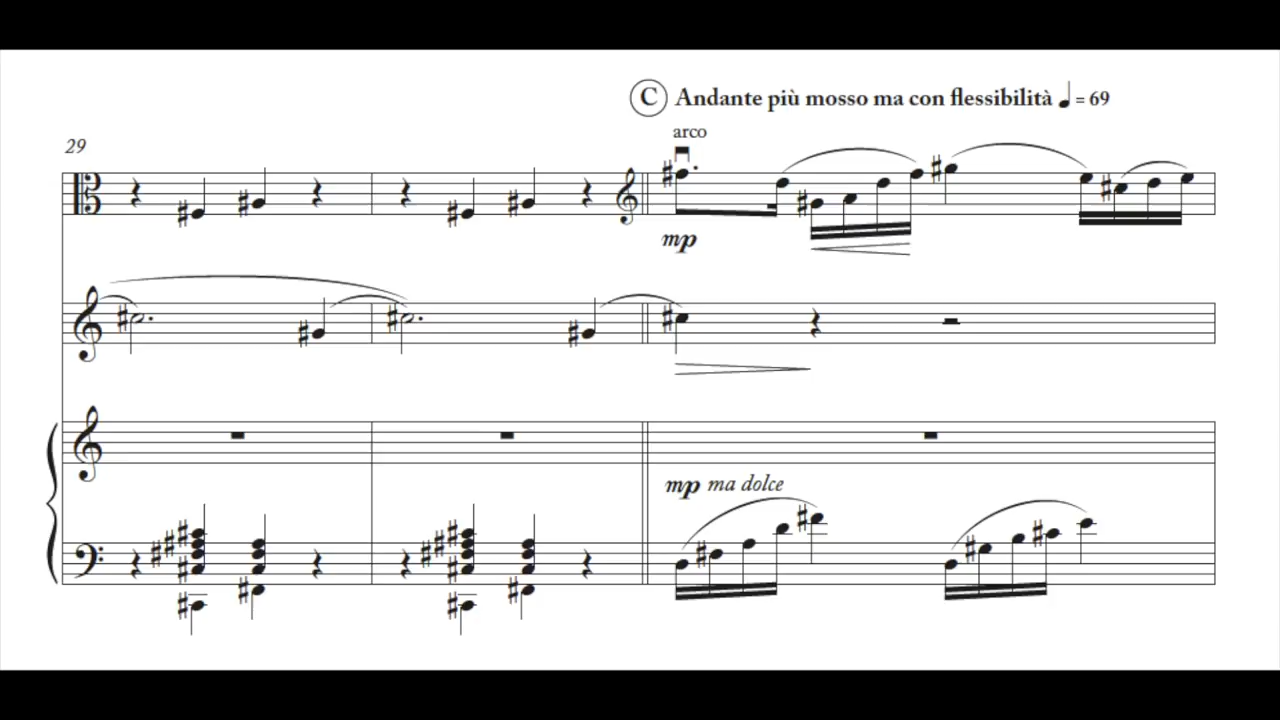 C Andante più mosso ma con flessibilità ♩ = 69
arco
29
mp
mp ma dolce